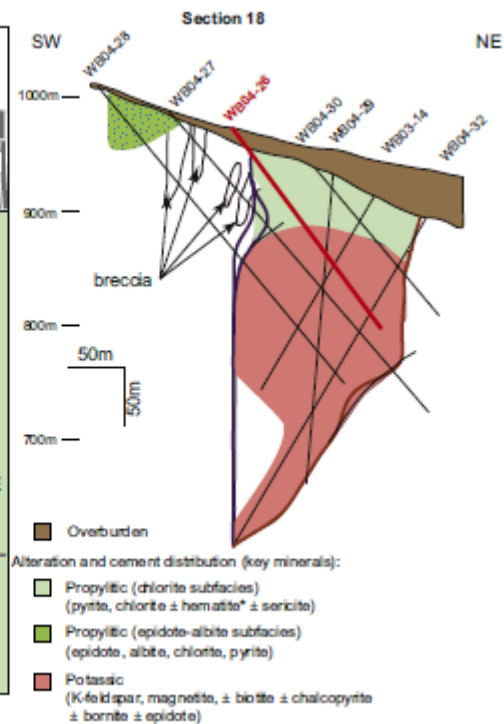 Section 18
SW
NE
WB04-28
WB04-27
WB04-26
WB04-30
WB04-29
WB03-14
WB04-32
1000m
900m
breccia
800m
50m
50m
700m
Overburden
Alteration and cement distribution (key minerals):
Propylitic (chlorite subfacies)
(pyrite, chlorite ± hematite* ± sericite)
Propylitic (epidote-albite subfacies)
(epidote, albite, chlorite, pyrite)
Potassic
(K-feldspar, magnetite, ± biotite ± chalcopyrite
± bornite ± epidote)